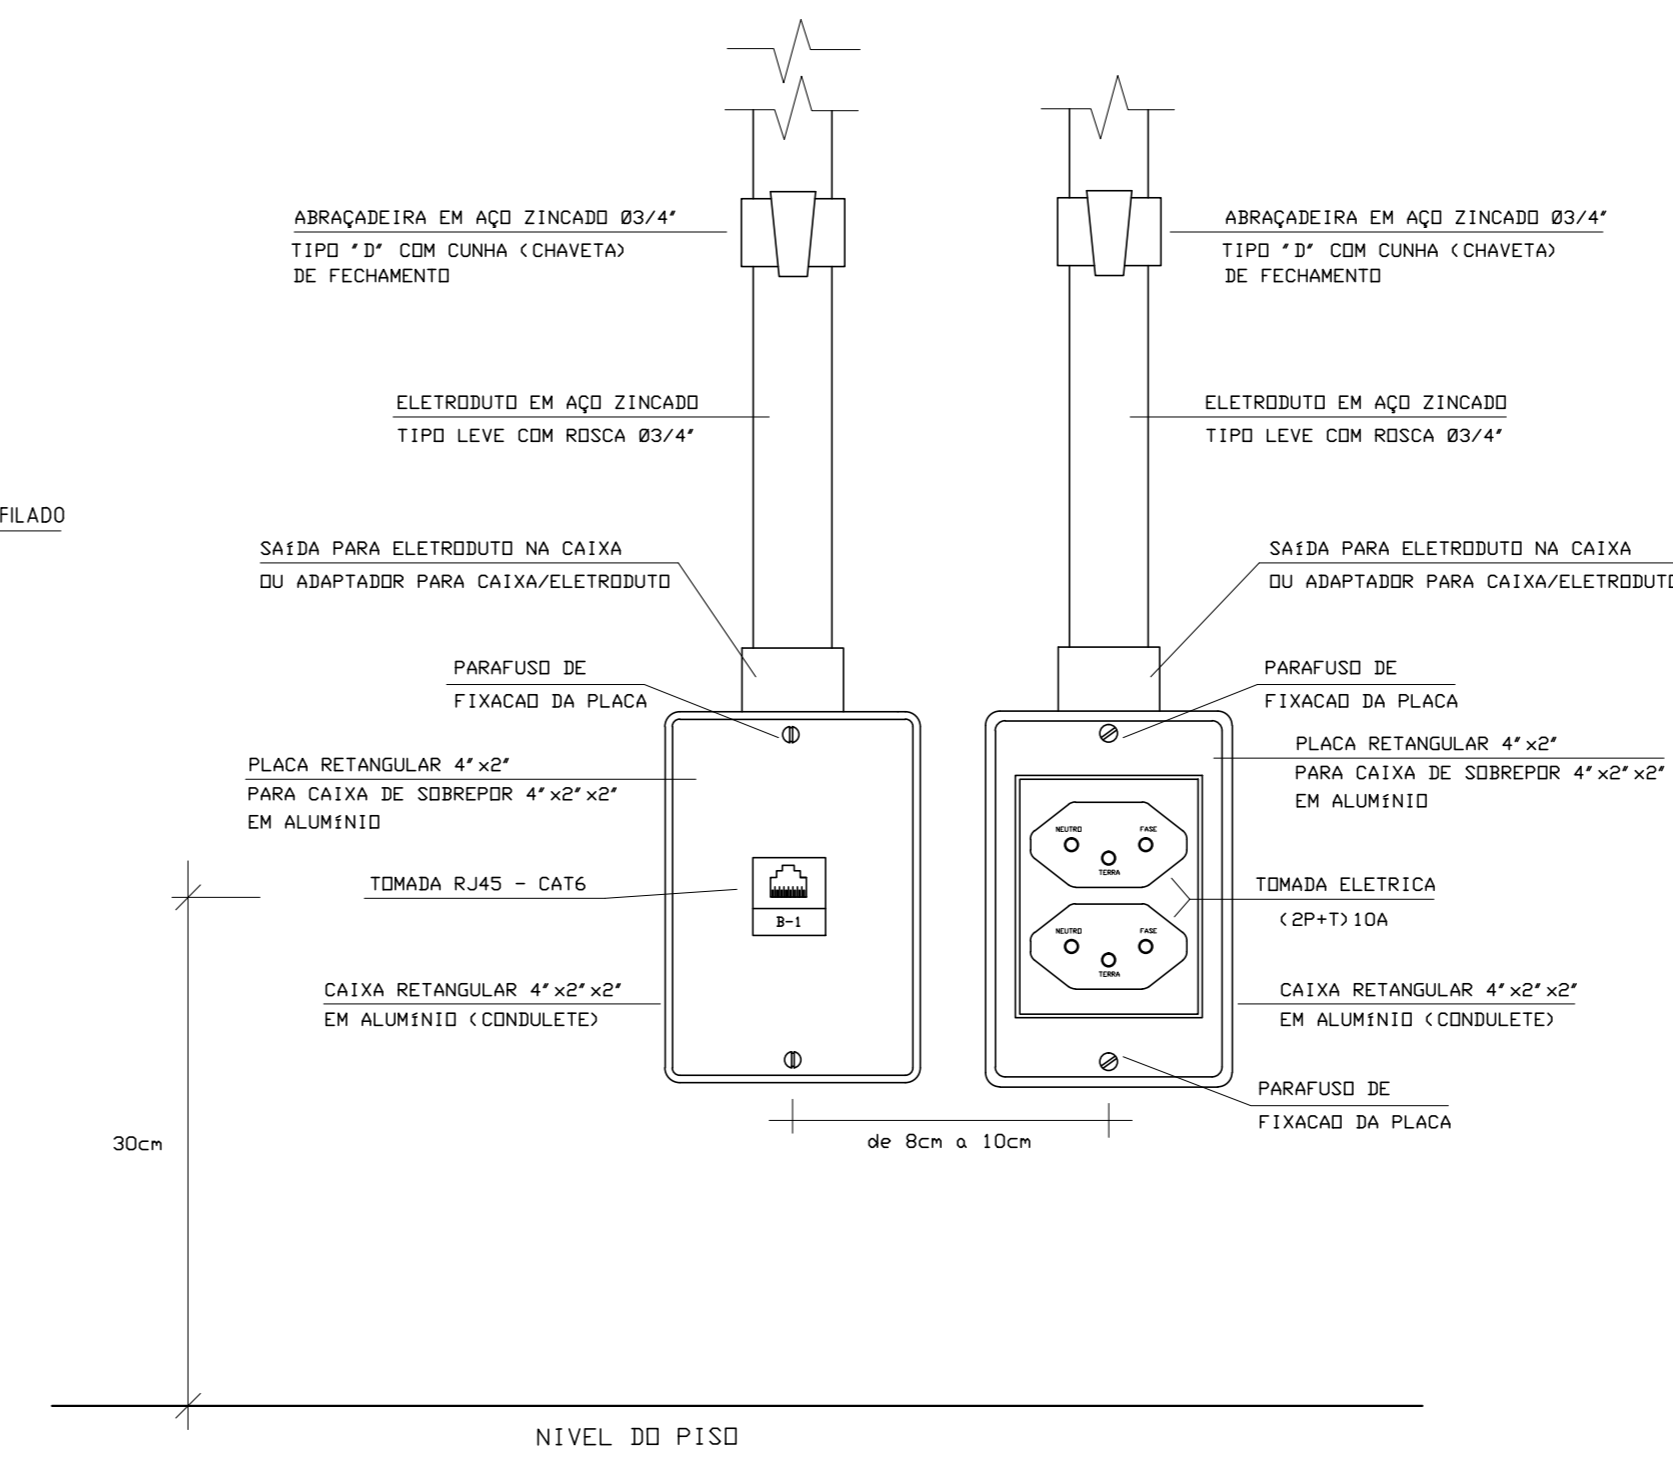 ABRAÇADEIRA EM AÇO ZINCADO Ø3/4"
TIPO "D" COM CUNHA (CHAVETA)
DE FECHAMENTO
ABRAÇADEIRA EM AÇO ZINCADO Ø3/4"
TIPO "D" COM CUNHA (CHAVETA)
DE FECHAMENTO
ELETRODUTO EM AÇO ZINCADO
TIPO LEVE COM ROSCA Ø3/4"
ELETRODUTO EM AÇO ZINCADO
TIPO LEVE COM ROSCA Ø3/4"
FILADO
SAíDA PARA ELETRODUTO NA CAIXA
OU ADAPTADOR PARA CAIXA/ELETRODUTO
SAíDA PARA ELETRODUTO NA CAIXA
OU ADAPTADOR PARA CAIXA/ELETRODUTO
PARAFUSO DE
FIXACAO DA PLACA
PARAFUSO DE
FIXACAO DA PLACA
PLACA RETANGULAR 4"x2"
PARA CAIXA DE SOBREPOR 4"x2"x2"
EM ALUMíNIO
PLACA RETANGULAR 4"x2"
PARA CAIXA DE SOBREPOR 4"x2"x2"
EM ALUMíNIO
TOMADA RJ45 - CAT6
B-1
NEUTRO
FASE
TERRA
NEUTRO
FASE
TERRA
TOMADA ELETRICA
(2P+T)10A
CAIXA RETANGULAR 4"x2"x2"
EM ALUMíNIO (CONDULETE)
CAIXA RETANGULAR 4"x2"x2"
EM ALUMíNIO (CONDULETE)
PARAFUSO DE
FIXACAO DA PLACA
30cm
de 8cm a 10cm
NIVEL DO PISO